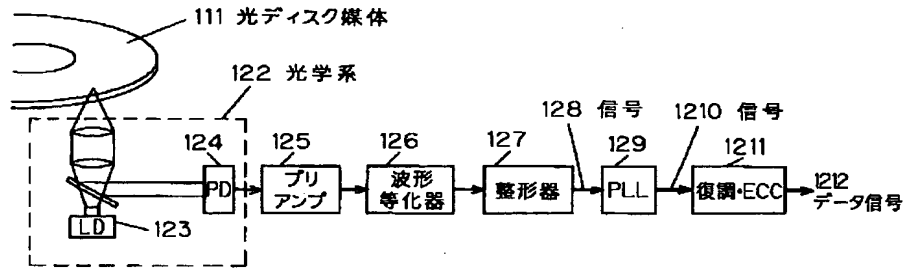 111 光ディスク媒体
122 光学系
128 信号
1210 信号
124
125
126
127
129
1211
PD
プリ
アンプ
波形
等化器
整形器
PLL
復調・ECC
1212
データ信号
LD
123